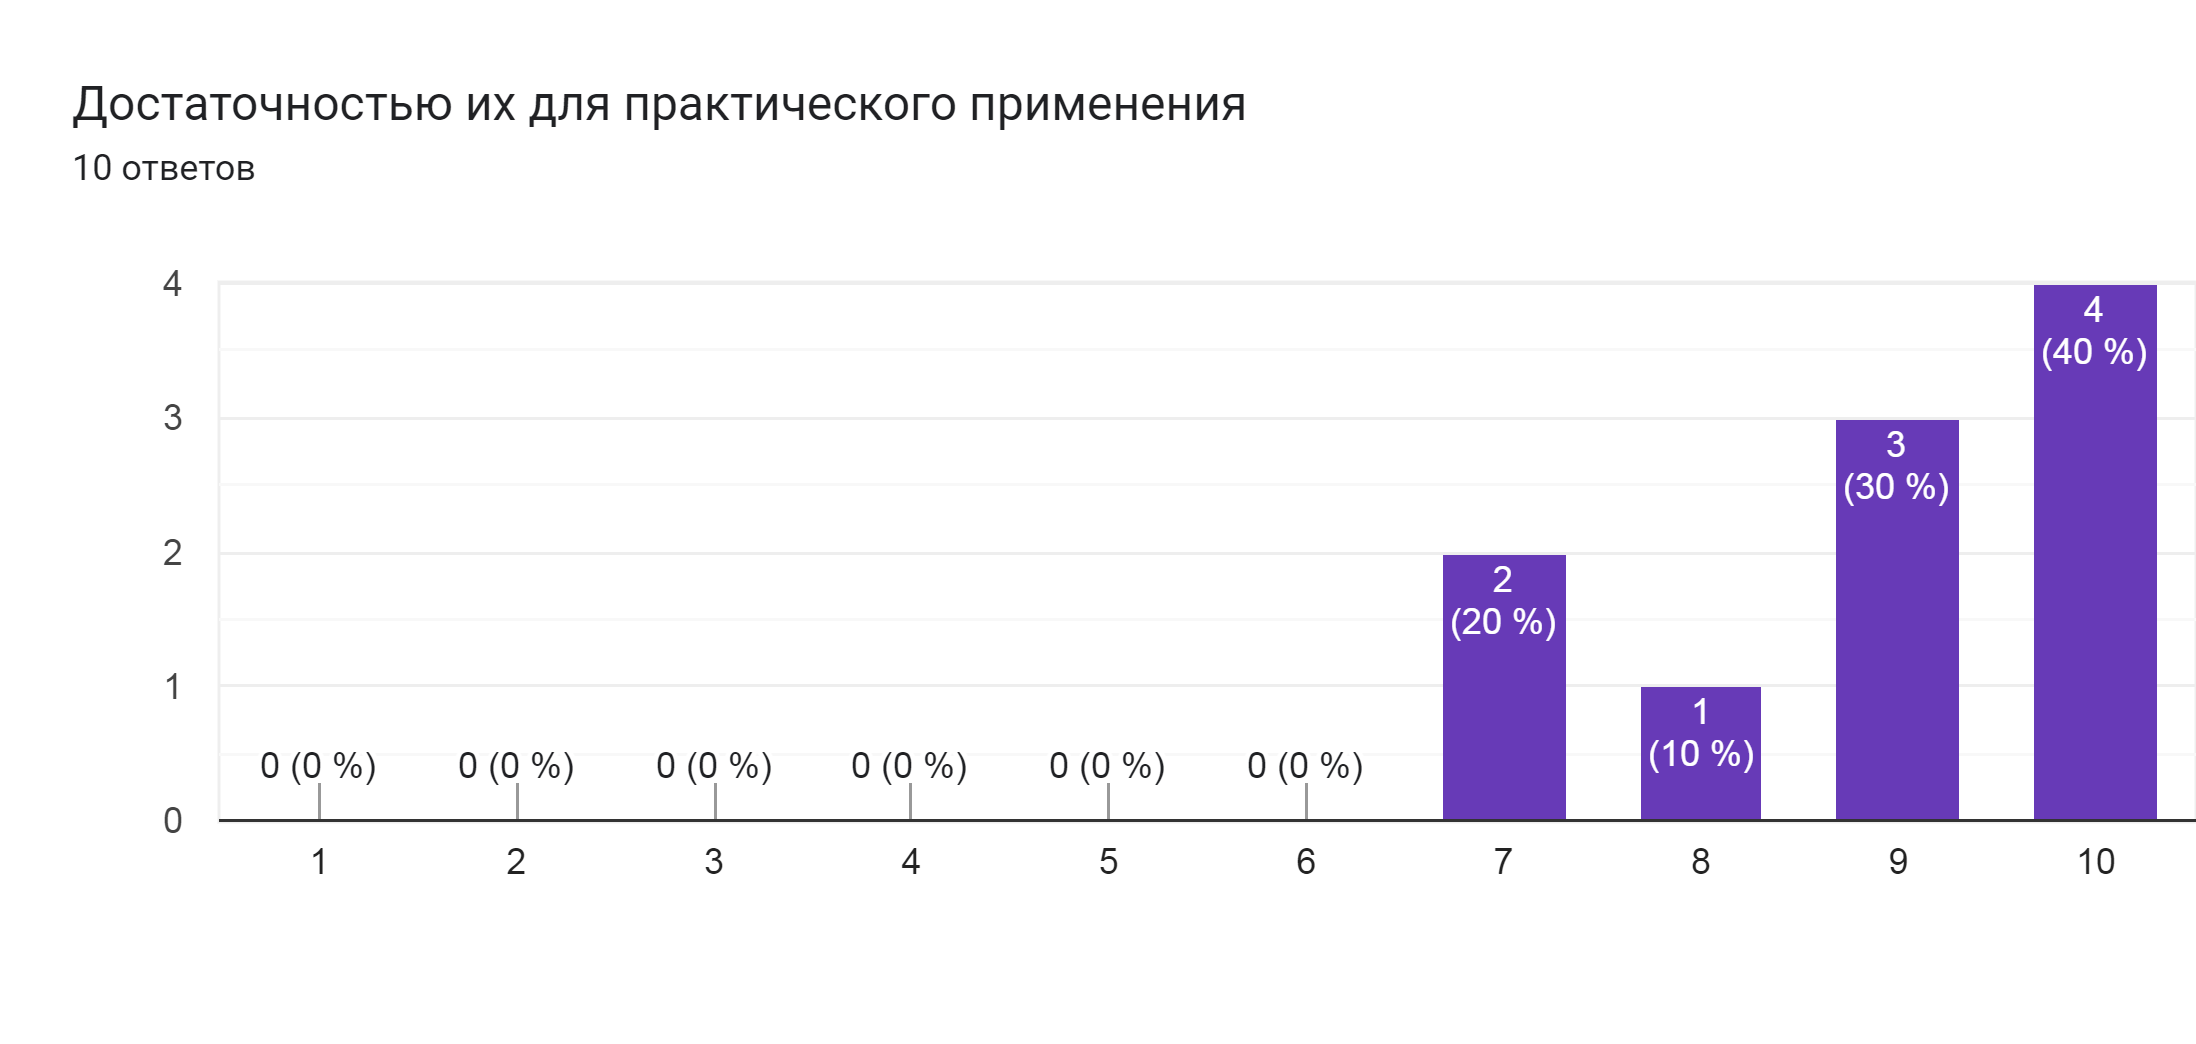 Достаточностью их для практического применения
10 ответов
4
3
2
1
0
0 (0 %)
0 (0 %)
0 (0 %)
0 (0 %)
0 (0 %)
0 (0 %)
2
(20 %)
1
(10 %)
3
(30 %)
4
(40 %)
1 2 3 4 5 6 7 8 9 10